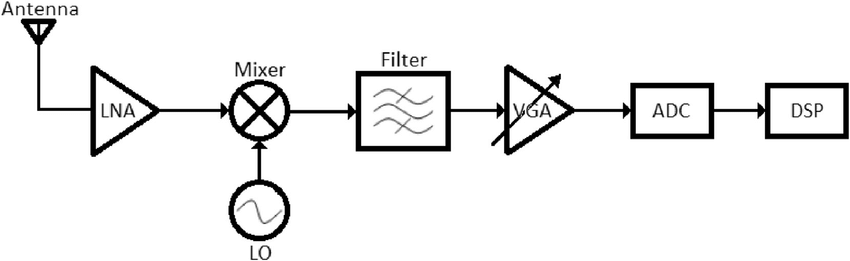 Antenna
LNA
Mixer
LO
Filter
VGA
ADC
DSP